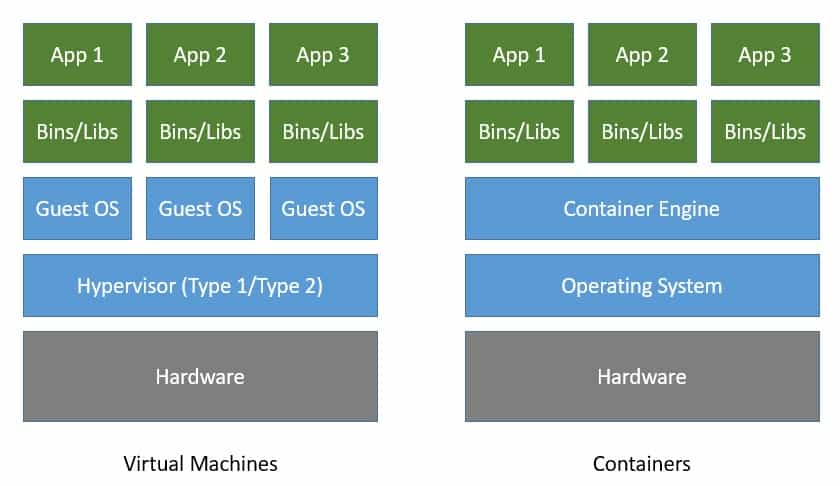 App 1
App 2
App 3
Bins/Libs
Bins/Libs
Bins/Libs
Guest OS
Guest OS
Guest OS
Hypervisor (Type 1/Type 2)
Hardware
Virtual Machines
App 1
App 2
App 3
Bins/Libs
Bins/Libs
Bins/Libs
Container Engine
Operating System
Hardware
Containers